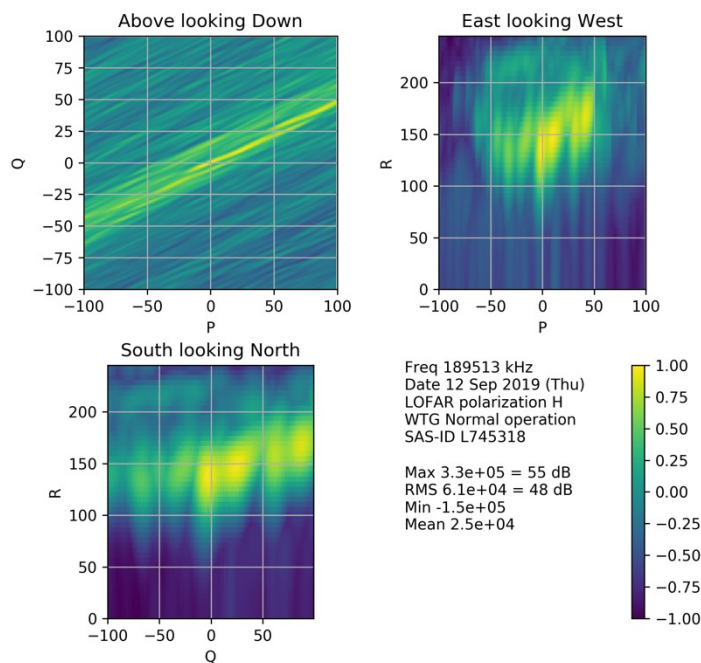 Above looking Down
100
75
50
25
0
−25
−50
−75
−100
Q
−100 −50 0 50 100
P
East looking West
200
150
100
50
0
R
−100 −50 0 50 100
P
South looking North
200
150
100
50
0
R
−100 −50 0 50
Q
Freq 189513 kHz
Date 12 Sep 2019 (Thu)
LOFAR polarization H
WTG Normal operation
SAS-ID L745318
Max 3.3e+05 = 55 dB
RMS 6.1e+04 = 48 dB
Min -1.5e+05
Mean 2.5e+04
1.00
0.75
0.50
0.25
0.00
−0.25
−0.50
−0.75
−1.00